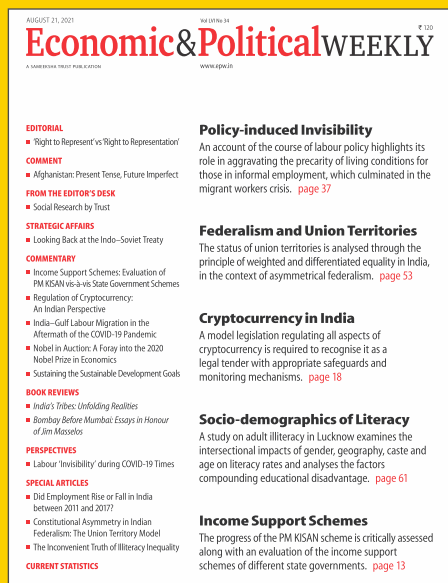 AUGUST 21, 2021
Vol LVI No 34
₹ 120
Economic&PoliticalWEEKLY
A SAMEEKSHA TRUST PUBLICATION
www.epw.in
EDITORIAL
‘Right to Represent’ vs ‘Right to Representation’
COMMENT
Afghanistan: Present Tense, Future Imperfect
FROM THE EDITOR’S DESK
Social Research by Trust
STRATEGIC AFFAIRS
Looking Back at the Indo–Soviet Treaty
COMMENTARY
Income Support Schemes: Evaluation of
PM KISAN vis-à-vis State Government Schemes
Regulation of Cryptocurrency:
An Indian Perspective
India–Gulf Labour Migration in the
Aftermath of the COVID-19 Pandemic
Nobel in Auction: A Foray into the 2020
Nobel Prize in Economics
Sustaining the Sustainable Development Goals
BOOK REVIEWS
India’s Tribes: Unfolding Realities
Bombay Before Mumbai: Essays in Honour
of Jim Masselos
PERSPECTIVES
Labour ‘Invisibility’ during COVID-19 Times
SPECIAL ARTICLES
Did Employment Rise or Fall in India
between 2011 and 2017?
Constitutional Asymmetry in Indian
Federalism: The Union Territory Model
The Inconvenient Truth of Illiteracy Inequality
CURRENT STATISTICS
Policy-induced Invisibility
An account of the course of labour policy highlights its
role in aggravating the precarity of living conditions for
those in informal employment, which culminated in the
migrant workers crisis. page 37
Federalism and Union Territories
The status of union territories is analysed through the
principle of weighted and differentiated equality in India,
in the context of asymmetrical federalism. page 53
Cryptocurrency in India
A model legislation regulating all aspects of
cryptocurrency is required to recognise it as a
legal tender with appropriate safeguards and
monitoring mechanisms. page 18
Socio-demographics of Literacy
A study on adult illiteracy in Lucknow examines the
intersectional impacts of gender, geography, caste and
age on literacy rates and analyses the factors
compounding educational disadvantage. page 61
Income Support Schemes
The progress of the PM KISAN scheme is critically assessed
along with an evaluation of the income support
schemes of different state governments. page 13